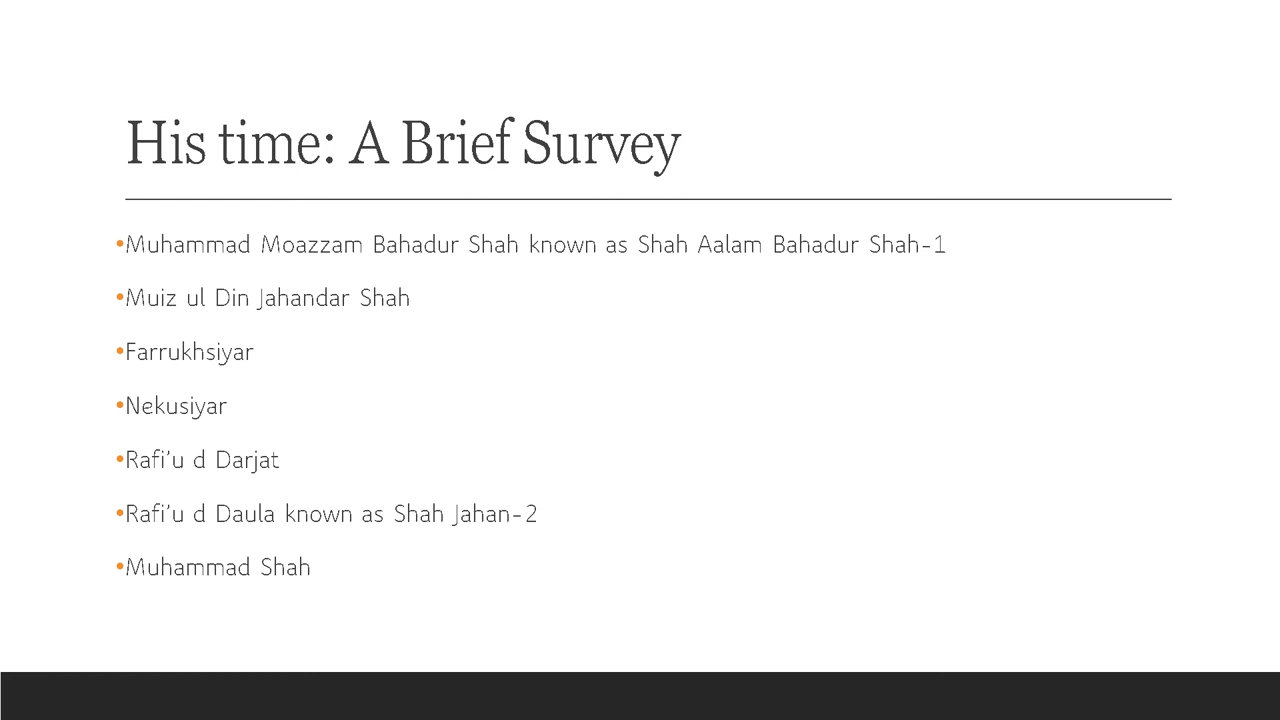 His time: A Brief Survey
•Muhammad Moazzam Bahadur Shah known as Shah Aalam Bahadur Shah-1
•Muiz ul Din Jahandar Shah
•Farrukhsiyar
•Nekusiyar
•Rafi’u d Darjat
•Rafi’u d Daula known as Shah Jahan-2
•Muhammad Shah